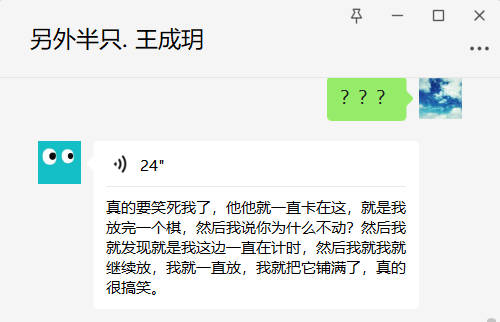 另外半只. 王成玥
？？？
24"
真的要笑死我了，他他就一直卡在这，就是我
放完一个棋，然后我说你为什么不动？然后我
就发现就是我这边一直在计时，然后我就我就
继续放，我就一直放，我就把它铺满了，真的
很搞笑。